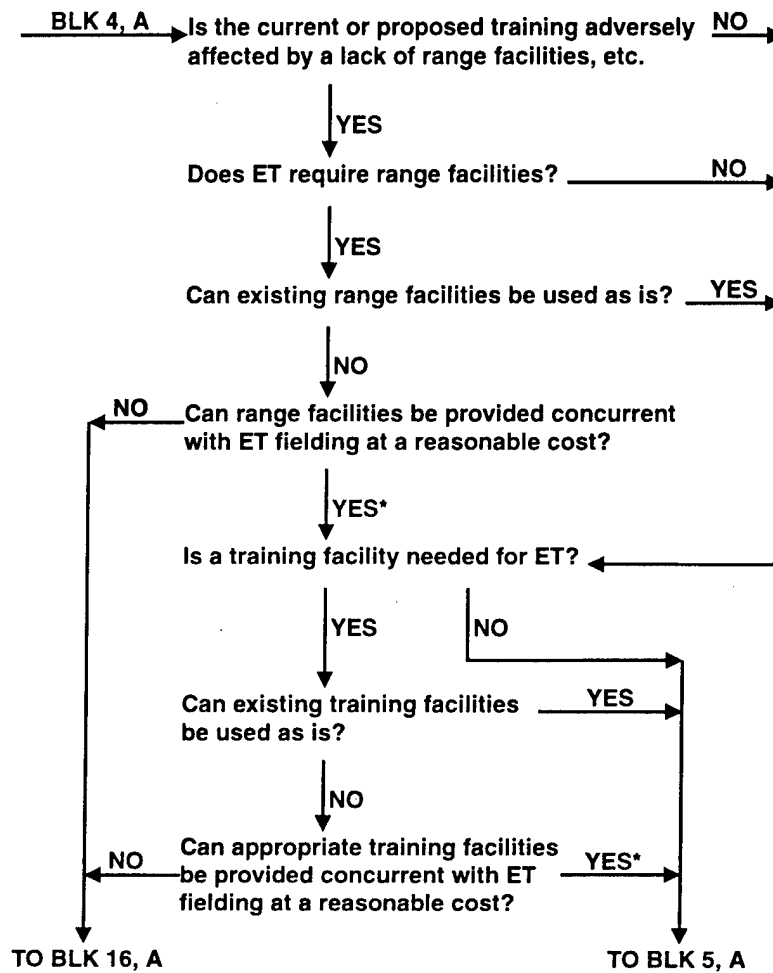 BLK 4, A
Is the current or proposed training adversely
NO
affected by a lack of range facilities, etc.
YES
Does ET require range facilities?
NO
YES
Can existing range facilities be used as is?
YES
NO
NO
Can range facilities be provided concurrent
with ET fielding at a reasonable cost?
YES*
Is a training facility needed for ET?
YES
NO
Can existing training facilities
YES
be used as is?
NO
Can appropriate training facilities
NO
be provided concurrent with ET
YES*
fielding at a reasonable cost?
TO BLK 16, A
TO BLK 5, A